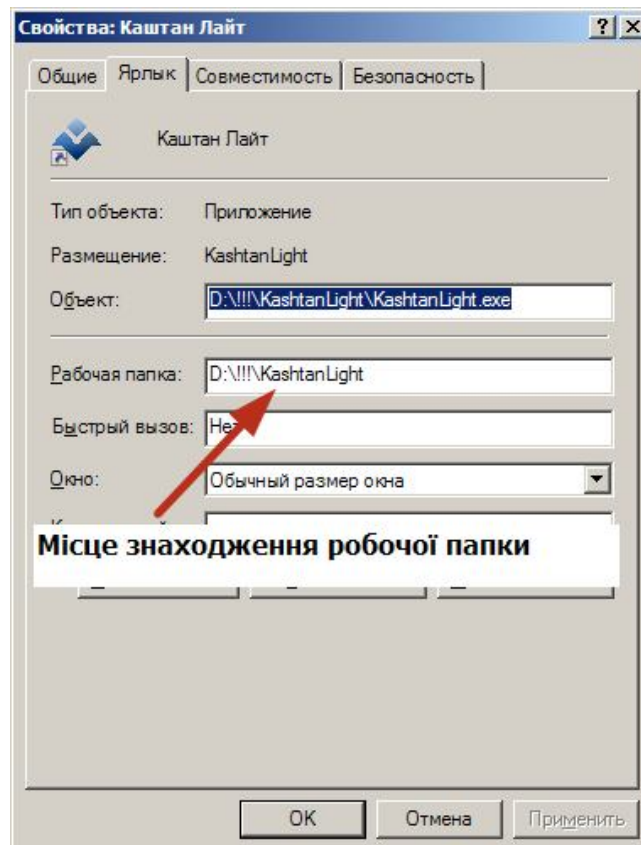 Свойства: Каштан Лайт
Общие Ярлык Совместимость Безопасность
Каштан Лайт
Тип объекта: Приложение
Размещение: KashtanLight
Объект: D:\!!!\KashtanLight\KashtanLight.exe
Рабочая папка: D:\!!!\KashtanLight
Быстрый вызов:
Окно: Обычный размер окна
Місце знаходження робочої папки
OK Отмена Применить